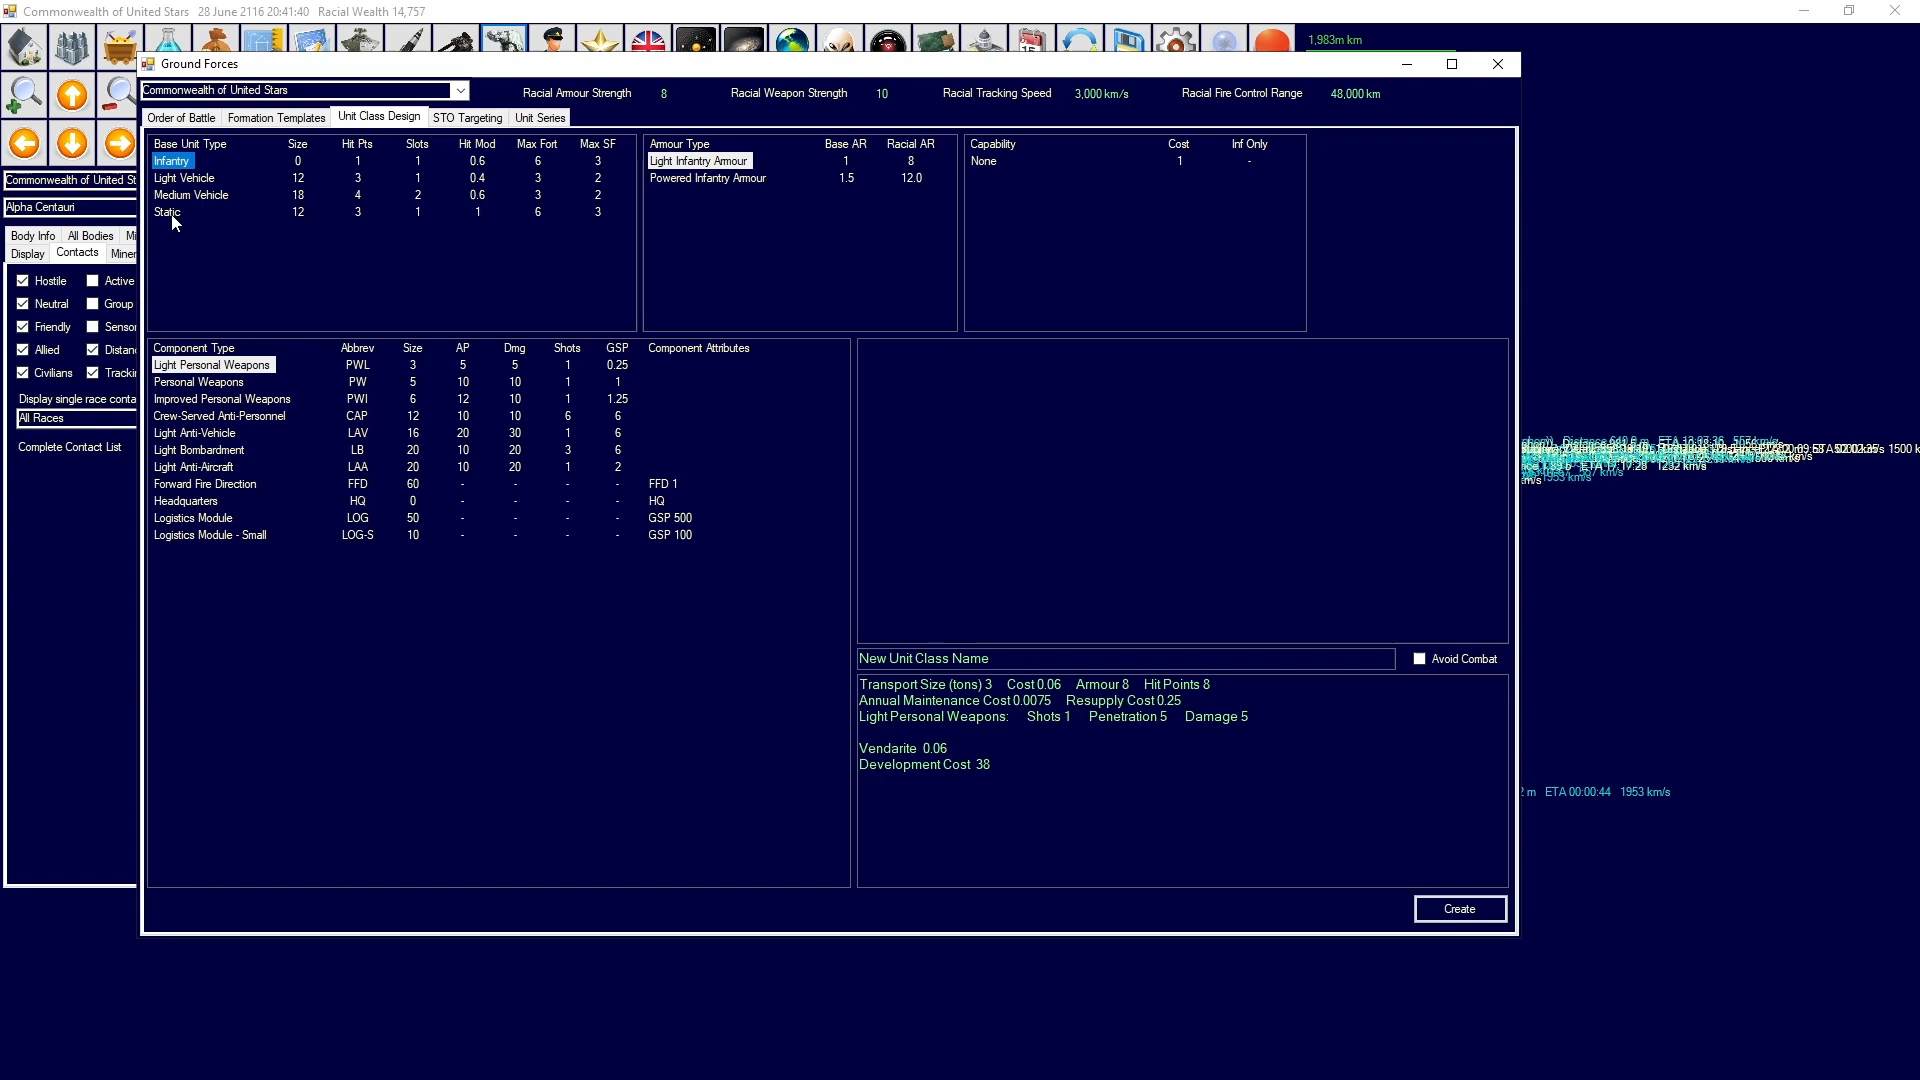 Commonwealth of United Stars 28 June 2116 20:41:40 Racial Wealth 14,757
1,983m km
Ground Forces
Commonwealth of United Stars Racial Armour Strength 8 Racial Weapon Strength 10 Racial Tracking Speed 3,000 km/s Racial Fire Control Range 48,000 km
Order of Battle Formation Templates Unit Class Design STO Targeting Unit Series
Base Unit Type Size Hit Pts Slots Hit Mod Max Fort Max SF
Infantry 0 1 1 0.6 6 3
Light Vehicle 12 3 1 0.4 3 2
Medium Vehicle 18 4 2 0.6 3 2
Static 12 3 1 1 6 3
Armour Type Base AR Racial AR
Light Infantry Armour 1 8
Powered Infantry Armour 1.5 12.0
Capability Cost Inf Only
None 1 -
Commonwealth of United St
Alpha Centauri
Body Info All Bodies Mi
Display Contacts Miner
Hostile Active
Neutral Group
Friendly Sensor
Allied Distanc
Civilians Trackin
Display single race conta
All Races
Complete Contact List
Component Type Abbrev Size AP Dmg Shots GSP Component Attributes
Light Personal Weapons PWL 3 5 5 1 0.25
Personal Weapons PW 5 10 10 1 1
Improved Personal Weapons PWI 6 12 10 1 1.25
Crew-Served Anti-Personnel CAP 12 10 10 6 6
Light Anti-Vehicle LAV 16 20 30 1 6
Light Bombardment LB 20 10 20 3 6
Light Anti-Aircraft LAA 20 10 20 1 2
Forward Fire Direction FFD 60 - - - - FFD 1
Headquarters HQ 0 - - - - HQ
Logistics Module LOG 50 - - - - GSP 500
Logistics Module - Small LOG-S 10 - - - - GSP 100
New Unit Class Name Avoid Combat
Transport Size (tons) 3 Cost 0.06 Armour 8 Hit Points 8
Annual Maintenance Cost 0.0075 Resupply Cost 0.25
Light Personal Weapons: Shots 1 Penetration 5 Damage 5
Vendarite 0.06
Development Cost 38
Create
1500 k
17:17:28 1232 km/s
1953 km/s
m ETA 00:00:44 1953 km/s